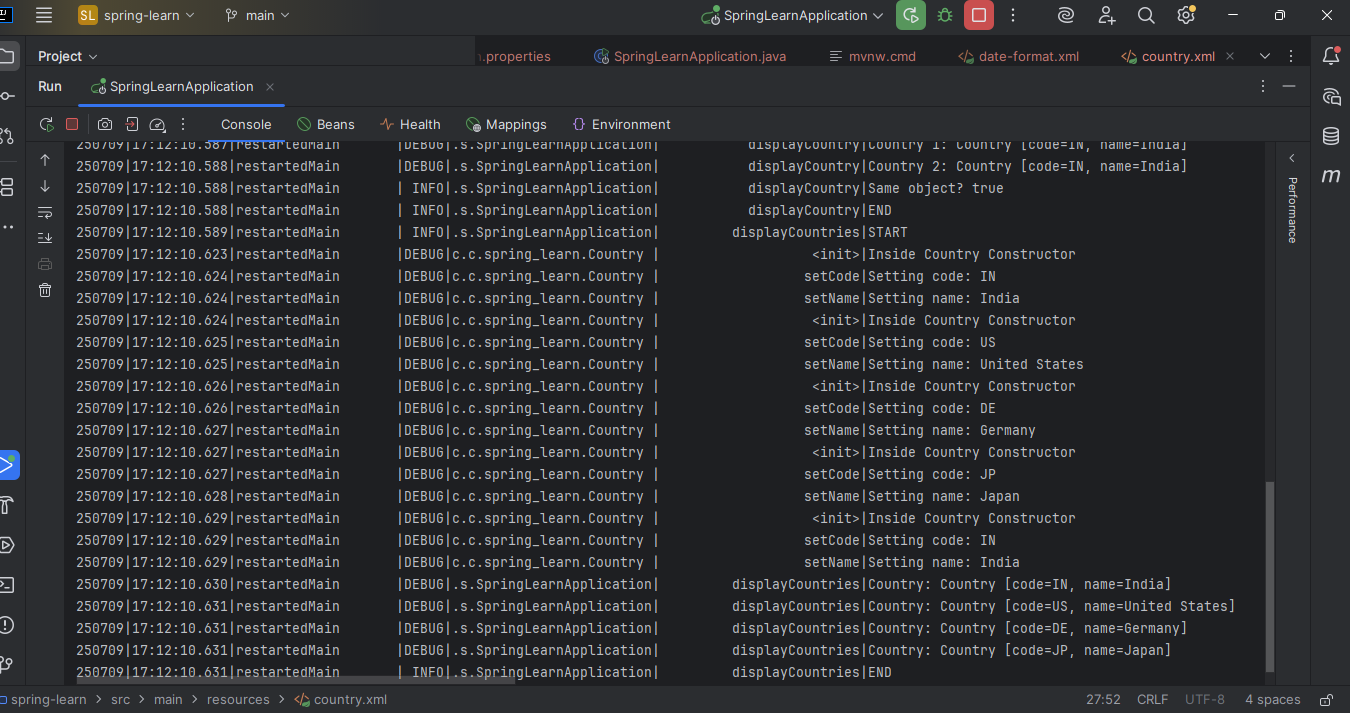 SL spring-learn main SpringLearnApplication
Project .properties SpringLearnApplication.java mvnw.cmd date-format.xml country.xml
Run SpringLearnApplication
Console Beans Health Mappings Environment
250709|17:12:10.587|restartedMain |DEBUG|.s.SpringLearnApplication| displayCountry|Country 1: Country [code=IN, name=India]
250709|17:12:10.588|restartedMain |DEBUG|.s.SpringLearnApplication| displayCountry|Country 2: Country [code=IN, name=India]
250709|17:12:10.588|restartedMain | INFO|.s.SpringLearnApplication| displayCountry|Same object? true
250709|17:12:10.588|restartedMain | INFO|.s.SpringLearnApplication| displayCountry|END
250709|17:12:10.589|restartedMain | INFO|.s.SpringLearnApplication| displayCountries|START
250709|17:12:10.623|restartedMain |DEBUG|c.c.spring_learn.Country | <init>|Inside Country Constructor
250709|17:12:10.624|restartedMain |DEBUG|c.c.spring_learn.Country | setCode|Setting code: IN
250709|17:12:10.624|restartedMain |DEBUG|c.c.spring_learn.Country | setName|Setting name: India
250709|17:12:10.624|restartedMain |DEBUG|c.c.spring_learn.Country | <init>|Inside Country Constructor
250709|17:12:10.625|restartedMain |DEBUG|c.c.spring_learn.Country | setCode|Setting code: US
250709|17:12:10.625|restartedMain |DEBUG|c.c.spring_learn.Country | setName|Setting name: United States
250709|17:12:10.626|restartedMain |DEBUG|c.c.spring_learn.Country | <init>|Inside Country Constructor
250709|17:12:10.626|restartedMain |DEBUG|c.c.spring_learn.Country | setCode|Setting code: DE
250709|17:12:10.627|restartedMain |DEBUG|c.c.spring_learn.Country | setName|Setting name: Germany
250709|17:12:10.627|restartedMain |DEBUG|c.c.spring_learn.Country | <init>|Inside Country Constructor
250709|17:12:10.627|restartedMain |DEBUG|c.c.spring_learn.Country | setCode|Setting code: JP
250709|17:12:10.628|restartedMain |DEBUG|c.c.spring_learn.Country | setName|Setting name: Japan
250709|17:12:10.629|restartedMain |DEBUG|c.c.spring_learn.Country | <init>|Inside Country Constructor
250709|17:12:10.629|restartedMain |DEBUG|c.c.spring_learn.Country | setCode|Setting code: IN
250709|17:12:10.629|restartedMain |DEBUG|c.c.spring_learn.Country | setName|Setting name: India
250709|17:12:10.630|restartedMain |DEBUG|.s.SpringLearnApplication| displayCountries|Country: Country [code=IN, name=India]
250709|17:12:10.631|restartedMain |DEBUG|.s.SpringLearnApplication| displayCountries|Country: Country [code=US, name=United States]
250709|17:12:10.631|restartedMain |DEBUG|.s.SpringLearnApplication| displayCountries|Country: Country [code=DE, name=Germany]
250709|17:12:10.631|restartedMain |DEBUG|.s.SpringLearnApplication| displayCountries|Country: Country [code=JP, name=Japan]
250709|17:12:10.631|restartedMain | INFO|.s.SpringLearnApplication| displayCountries|END
Performance
spring-learn > src > main > resources > country.xml 27:52 CRLF UTF-8 4 spaces